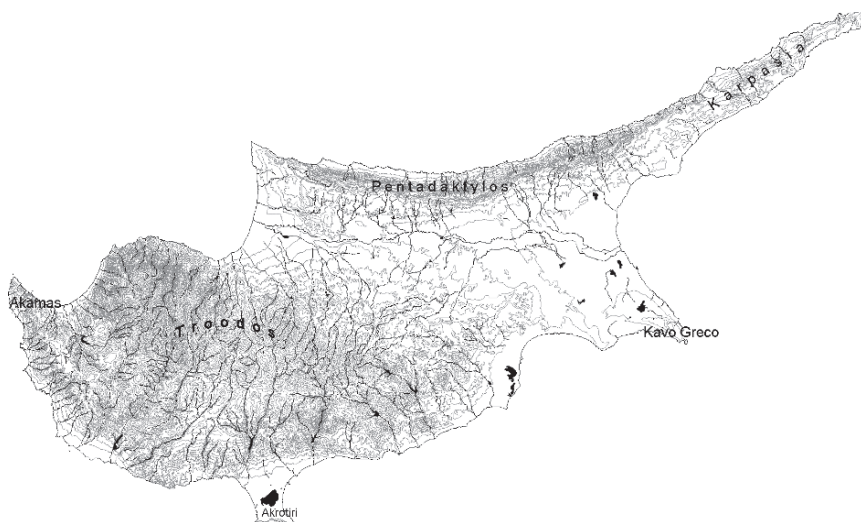 Karpasia
Pentadaktylos
Akamas
Troodos
Kavo Greco
Akrotiri